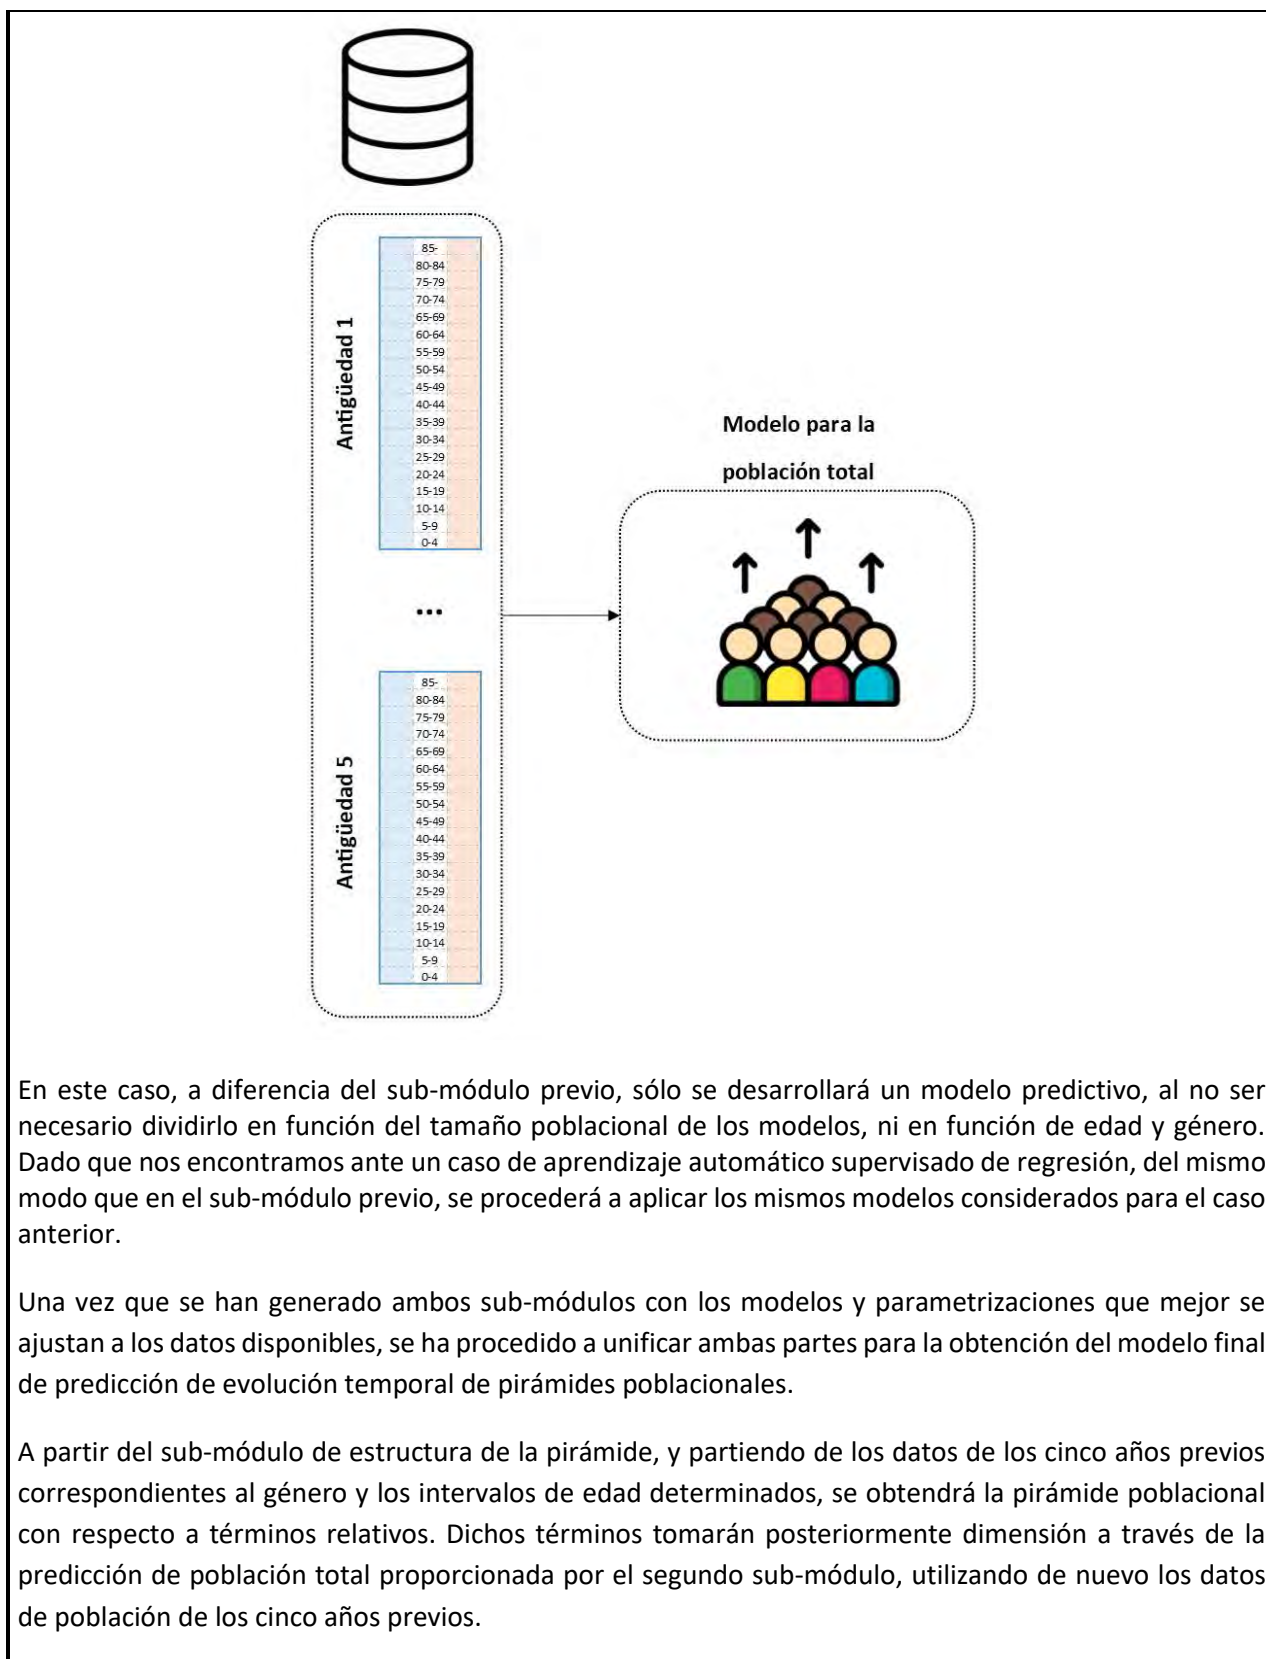 Antigüedad 1
85-
80-84
75-79
70-74
65-69
60-64
55-59
50-54
45-49
40-44
35-39
30-34
25-29
20-24
15-19
10-14
5-9
0-4
...
Antigüedad 5
85-
80-84
75-79
70-74
65-69
60-64
55-59
50-54
45-49
40-44
35-39
30-34
25-29
20-24
15-19
10-14
5-9
0-4
Modelo para la
población total
En este caso, a diferencia del sub-módulo previo, sólo se desarrollará un modelo predictivo, al no ser
necesario dividirlo en función del tamaño poblacional de los modelos, ni en función de edad y género.
Dado que nos encontramos ante un caso de aprendizaje automático supervisado de regresión, del mismo
modo que en el sub-módulo previo, se procederá a aplicar los mismos modelos considerados para el caso
anterior.
Una vez que se han generado ambos sub-módulos con los modelos y parametrizaciones que mejor se
ajustan a los datos disponibles, se ha procedido a unificar ambas partes para la obtención del modelo final
de predicción de evolución temporal de pirámides poblacionales.
A partir del sub-módulo de estructura de la pirámide, y partiendo de los datos de los cinco años previos
correspondientes al género y los intervalos de edad determinados, se obtendrá la pirámide poblacional
con respecto a términos relativos. Dichos términos tomarán posteriormente dimensión a través de la
predicción de población total proporcionada por el segundo sub-módulo, utilizando de nuevo los datos
de población de los cinco años previos.